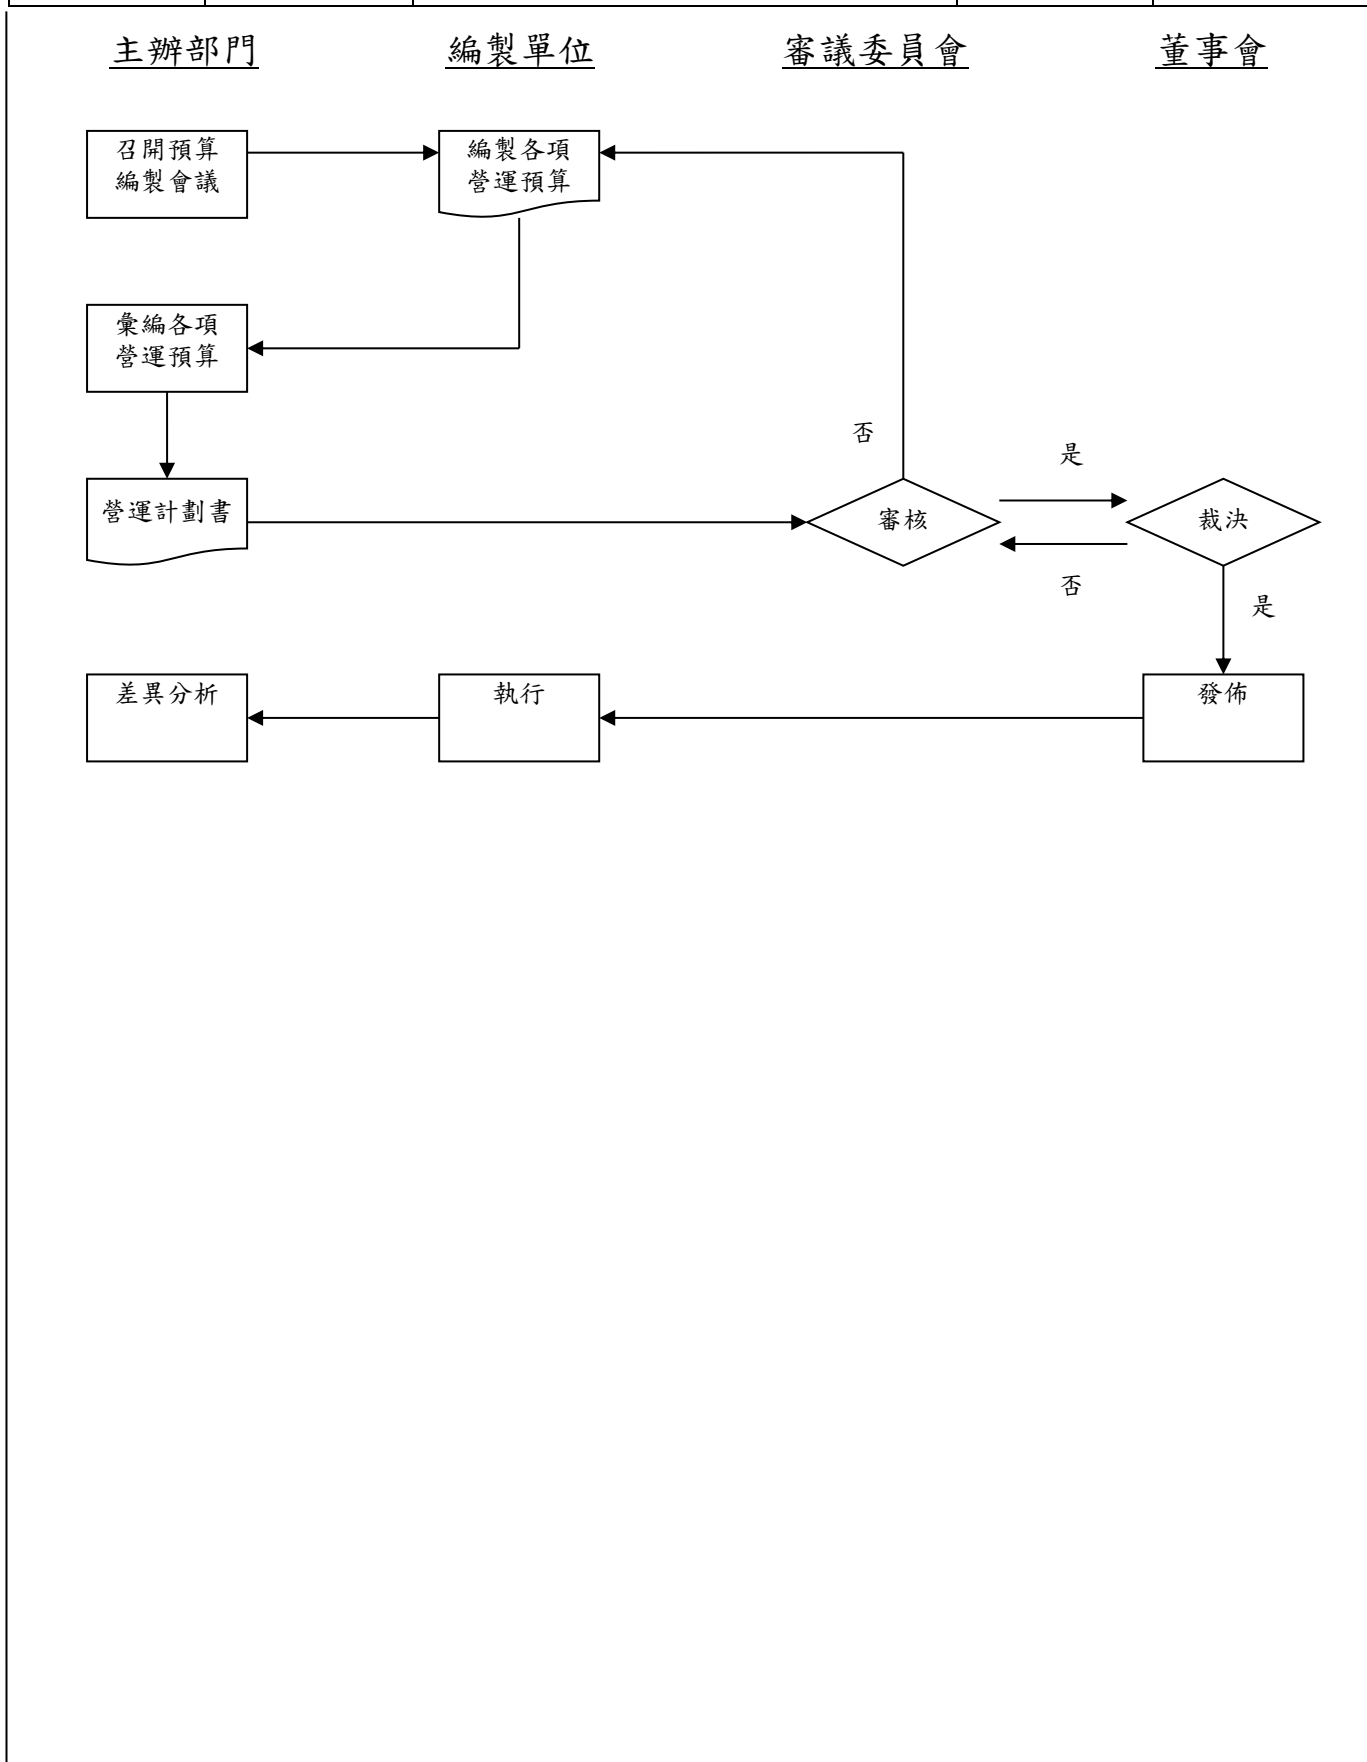 主辦部門 編製單位 審議委員會 董事會
召開預算
編製會議
編製各項
營運預算
彙編各項
營運預算
否
是
營運計劃書
審核
裁決
否
是
差異分析
執行
發佈